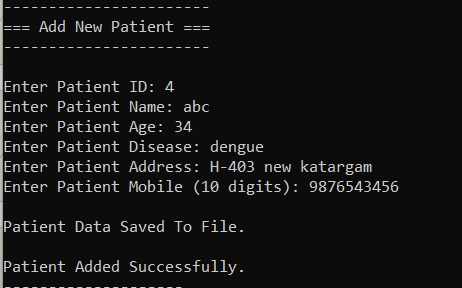 -----------------------
=== Add New Patient ===
-----------------------
Enter Patient ID: 4
Enter Patient Name: abc
Enter Patient Age: 34
Enter Patient Disease: dengue
Enter Patient Address: H-403 new katargam
Enter Patient Mobile (10 digits): 9876543456
Patient Data Saved To File.
Patient Added Successfully.
--------------------